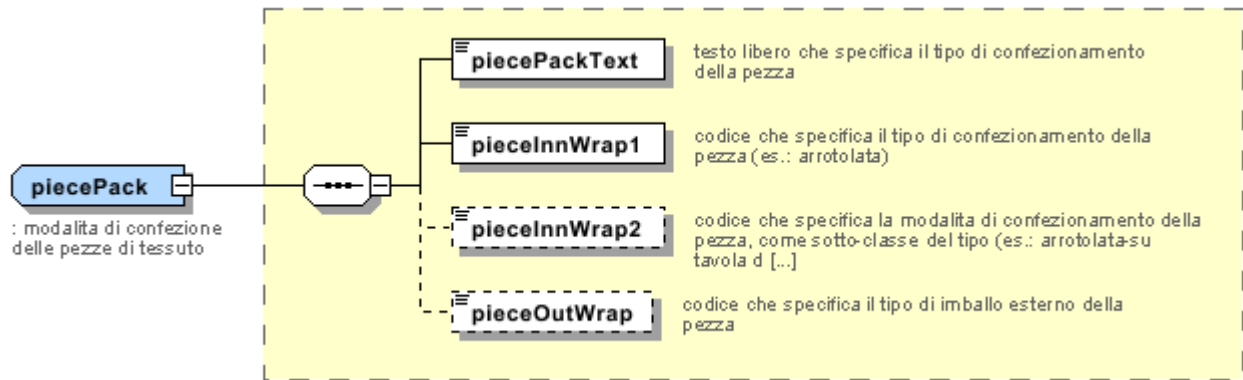 piecePackText
testo libero che specifica il tipo di confezionamento
della pezza
pieceInnWrap1
codice che specifica il tipo di confezionamento della
pezza (es.: arrotolata)
piecePack
: modalita di confezione
delle pezze di tessuto
pieceInnWrap2
codice che specifica la modalita di confezionamento della
pezza, come sotto-classe del tipo (es.: arrotolata-su
tavola d [...]
pieceOutWrap
codice che specifica il tipo di imballo esterno della
pezza